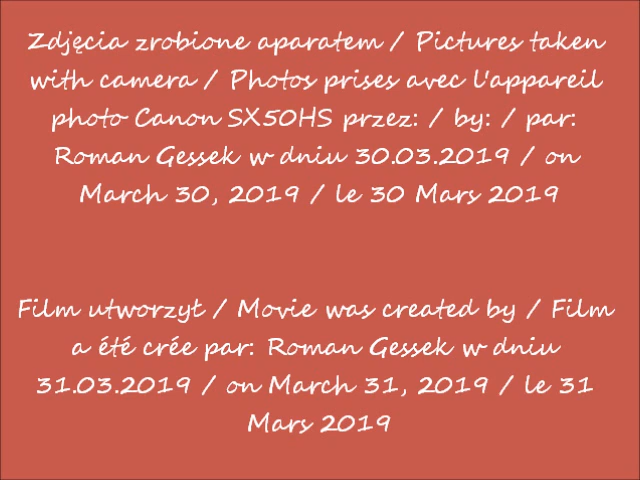 Zdjęcia zrobione aparatem / Pictures taken
with camera / Photos prises avec l'appareil
photo Canon SX50HS przez: / by: / par:
Roman Gessek w dniu 30.03.2019 / on
March 30, 2019 / le 30 Mars 2019
Film utworzył / Movie was created by / Film
a été crée par: Roman Gessek w dniu
31.03.2019 / on March 31, 2019 / le 31
Mars 2019